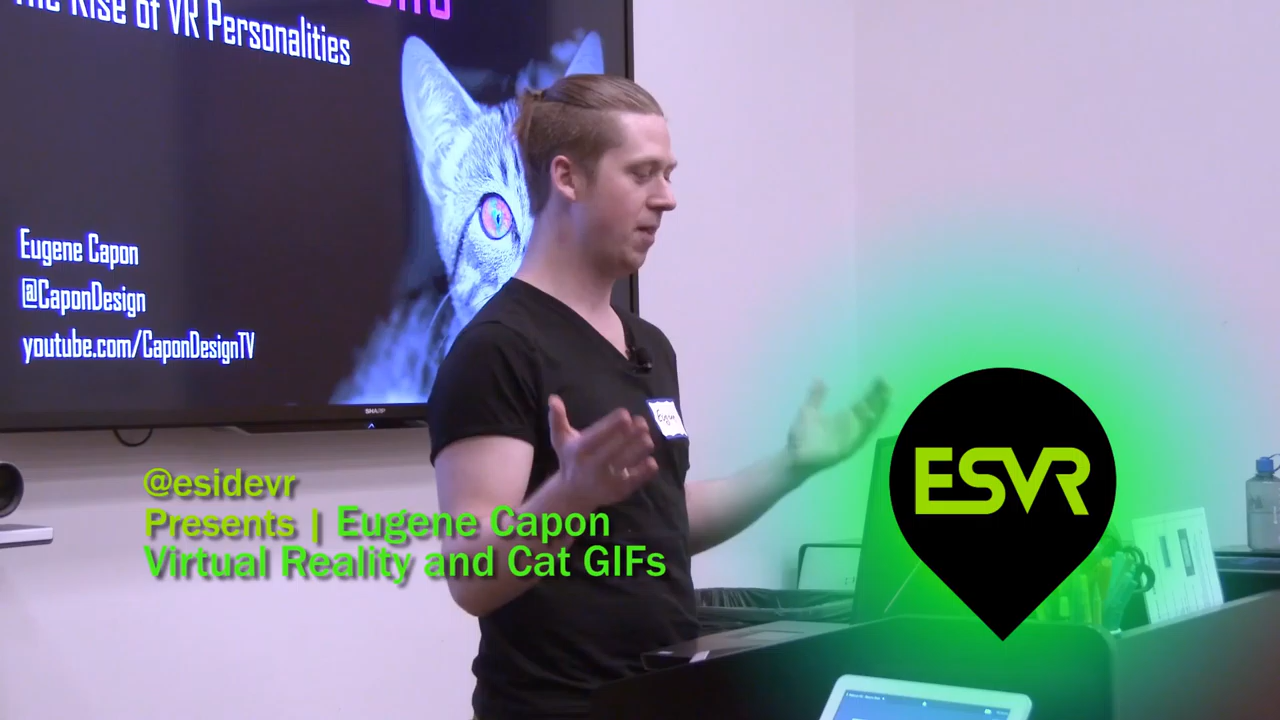 The Rise of VR Personalities
Eugene Capon
@CaponDesign
youtube.com/CaponDesignTV
SHARP
@esidevr
Presents | Eugene Capon
Virtual Reality and Cat GIFs
ESVR